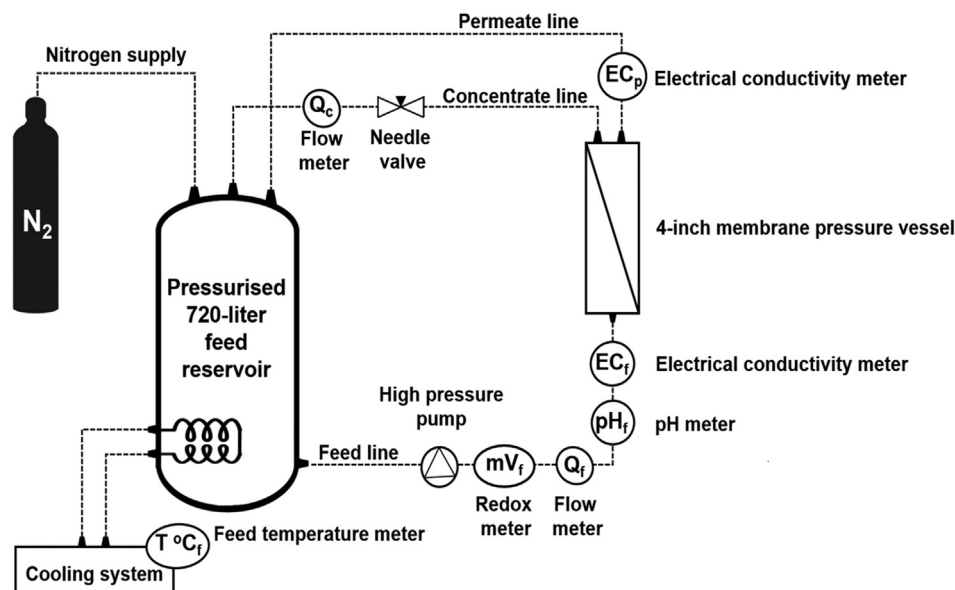 Permeate line
Nitrogen supply
ECp
Electrical conductivity meter
Qc
Concentrate line
Flow
meter
Needle
valve
N2
4-inch membrane pressure vessel
Pressurised
720-liter
feed
reservoir
ECf
Electrical conductivity meter
High pressure
pump
pHf
pH meter
Feed line
mVf
Qf
Redox
meter
Flow
meter
T ºCf
Feed temperature meter
Cooling system